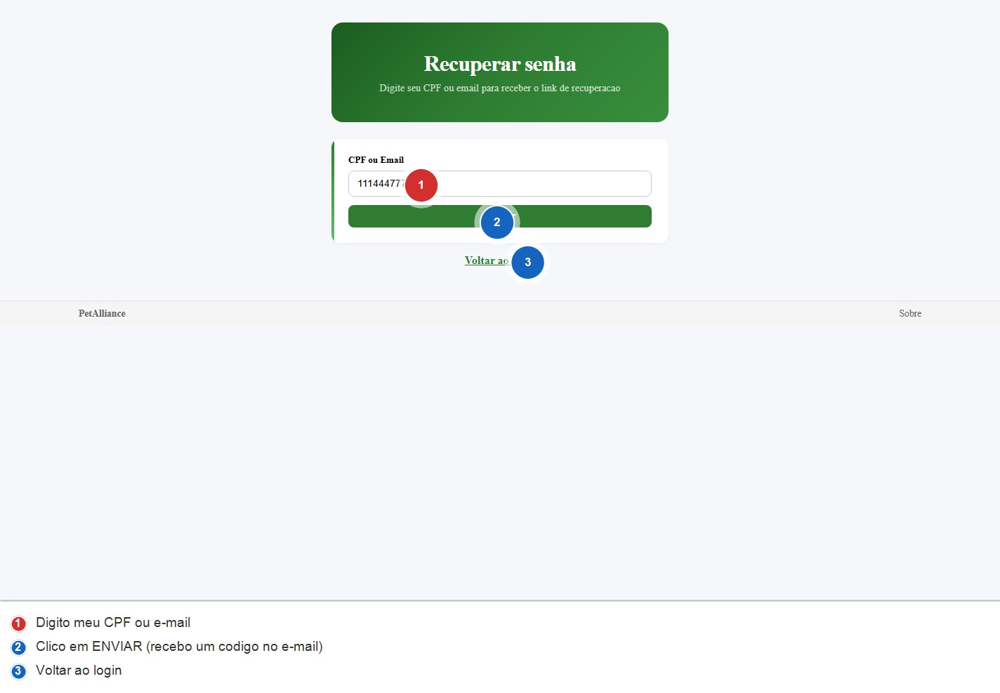 Recuperar senha
Digite seu CPF ou email para receber o link de recuperacao
CPF ou Email
11144477
1
2
Voltar ao
3
PetAlliance
Sobre
1 Digito meu CPF ou e-mail
2 Clico em ENVIAR (recebo um codigo no e-mail)
3 Voltar ao login